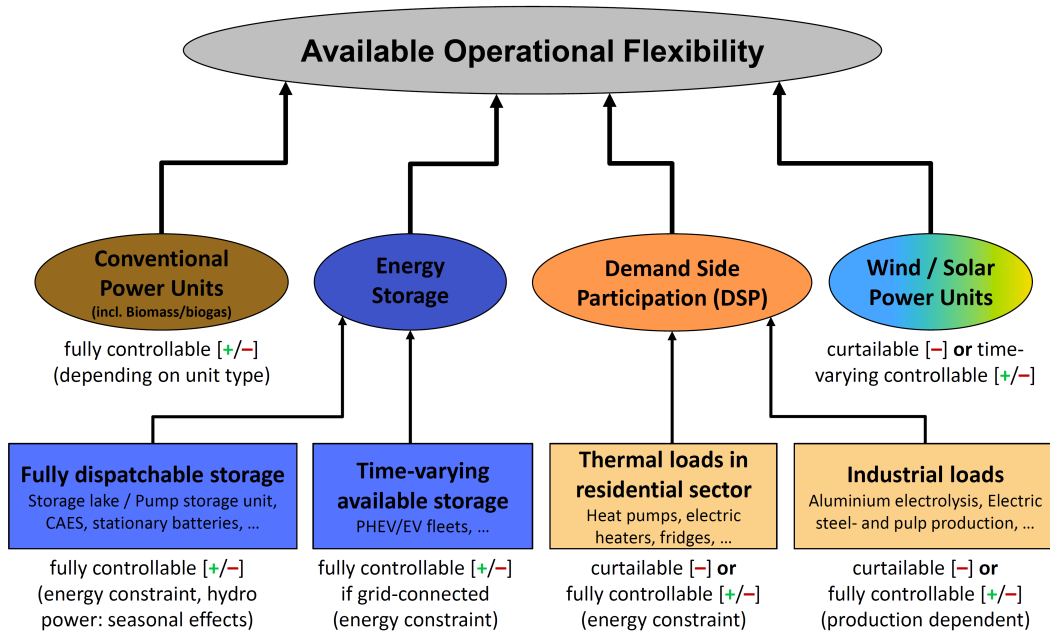 Available Operational Flexibility
Conventional
Power Units
(incl. Biomass/biogas)
Energy
Storage
Demand Side
Participation (DSP)
Wind / Solar
Power Units
fully controllable [+/−]
(depending on unit type)
curtailable [−] or time-
varying controllable [+/−]
Fully dispatchable storage
Storage lake / Pump storage unit,
CAES, stationary batteries, ...
Time-varying
available storage
PHEV/EV fleets, ...
Thermal loads in
residential sector
Heat pumps, electric
heaters, fridges, ...
Industrial loads
Aluminium electrolysis, Electric
steel- and pulp production, ...
fully controllable [+/−]
(energy constraint, hydro
power: seasonal effects)
fully controllable [+/−]
if grid-connected
(energy constraint)
curtailable [−] or
fully controllable [+/−]
(energy constraint)
curtailable [−] or
fully controllable [+/−]
(production dependent)